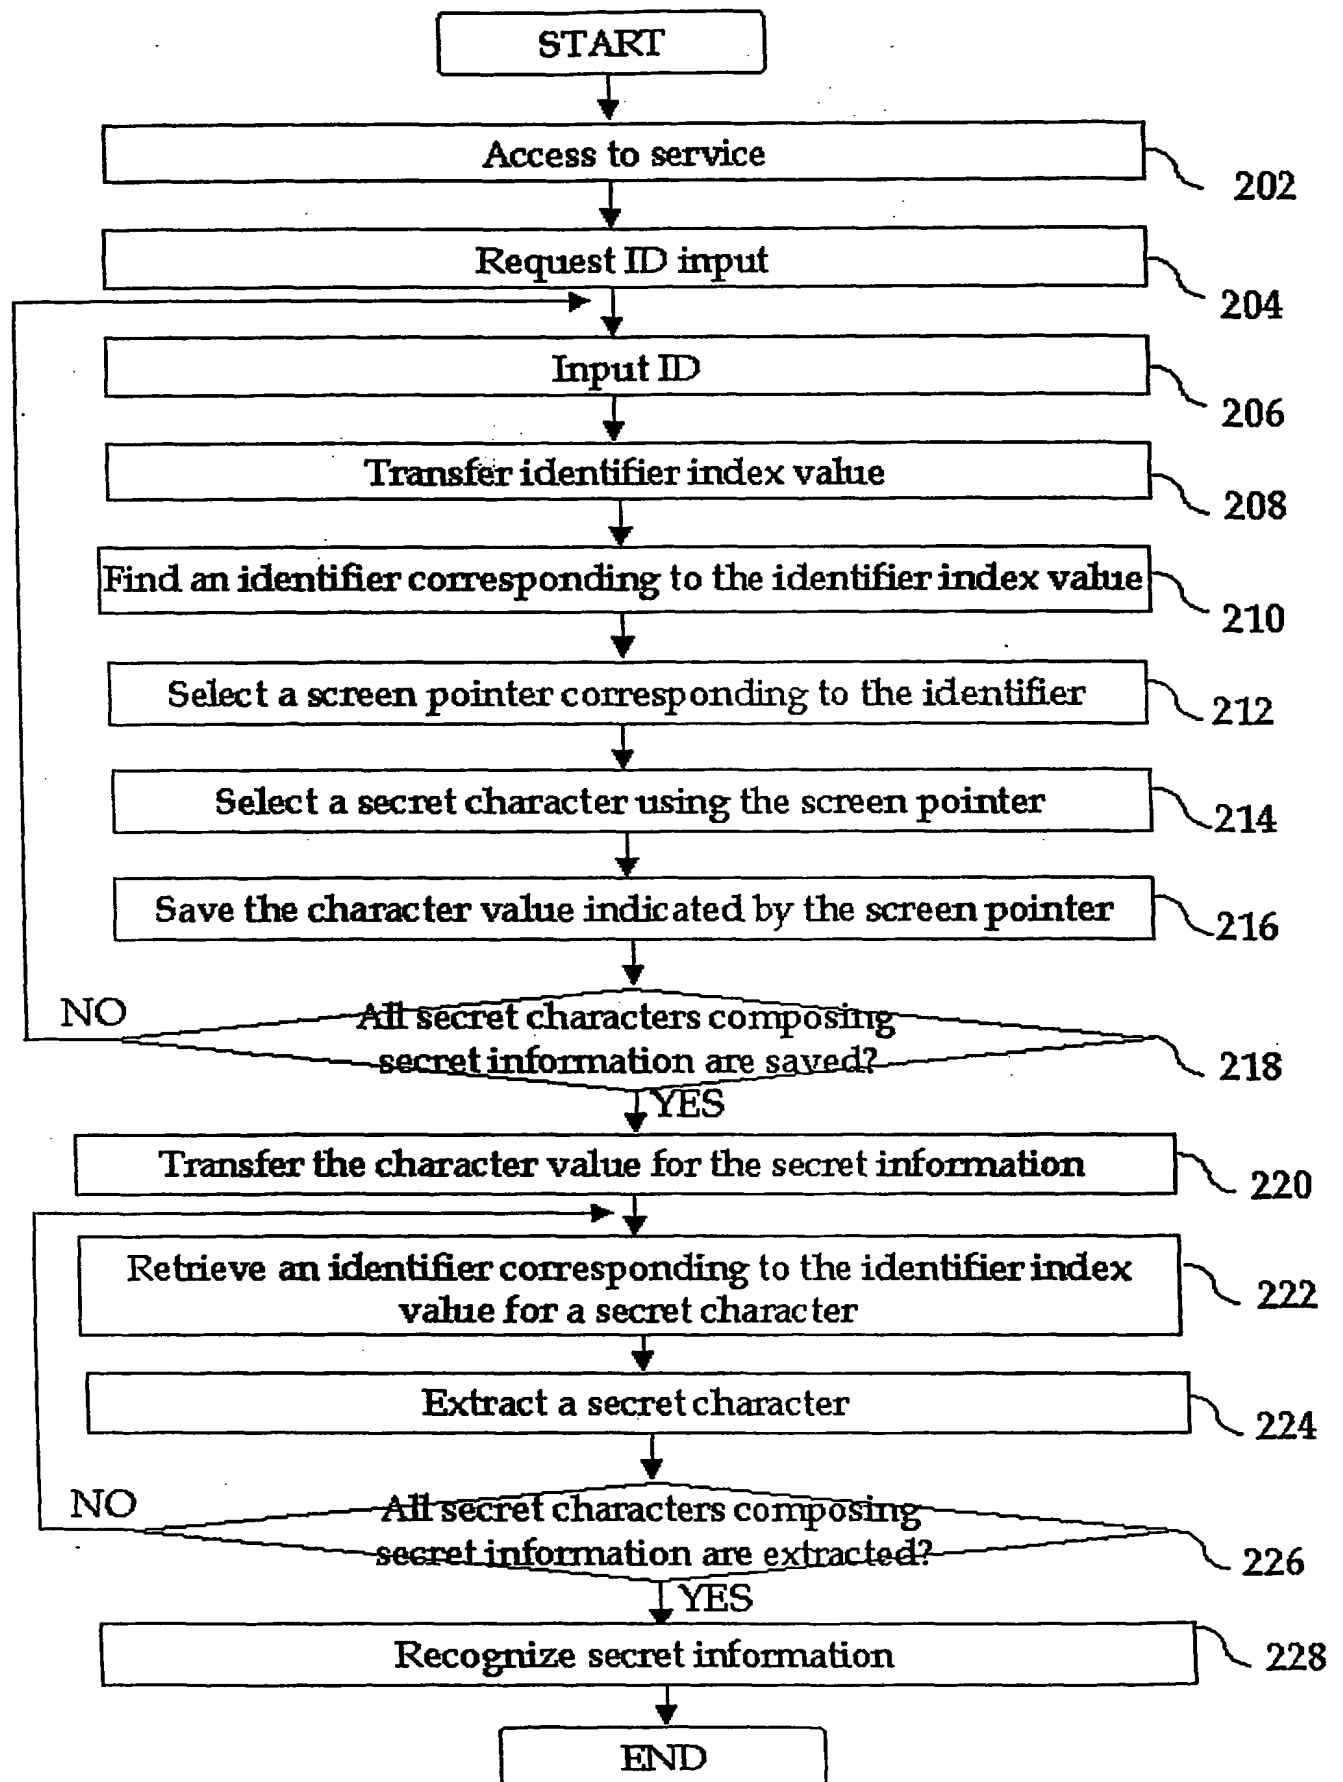 START
Access to service
202
Request ID input
204
Input ID
206
Transfer identifier index value
208
Find an identifier corresponding to the identifier index value
210
Select a screen pointer corresponding to the identifier
212
Select a secret character using the screen pointer
214
Save the character value indicated by the screen pointer
216
NO
All secret characters composing
secret information are saved?
218
YES
Transfer the character value for the secret information
220
Retrieve an identifier corresponding to the identifier index
value for a secret character
222
Extract a secret character
224
NO
All secret characters composing
secret information are extracted?
226
YES
Recognize secret information
228
END